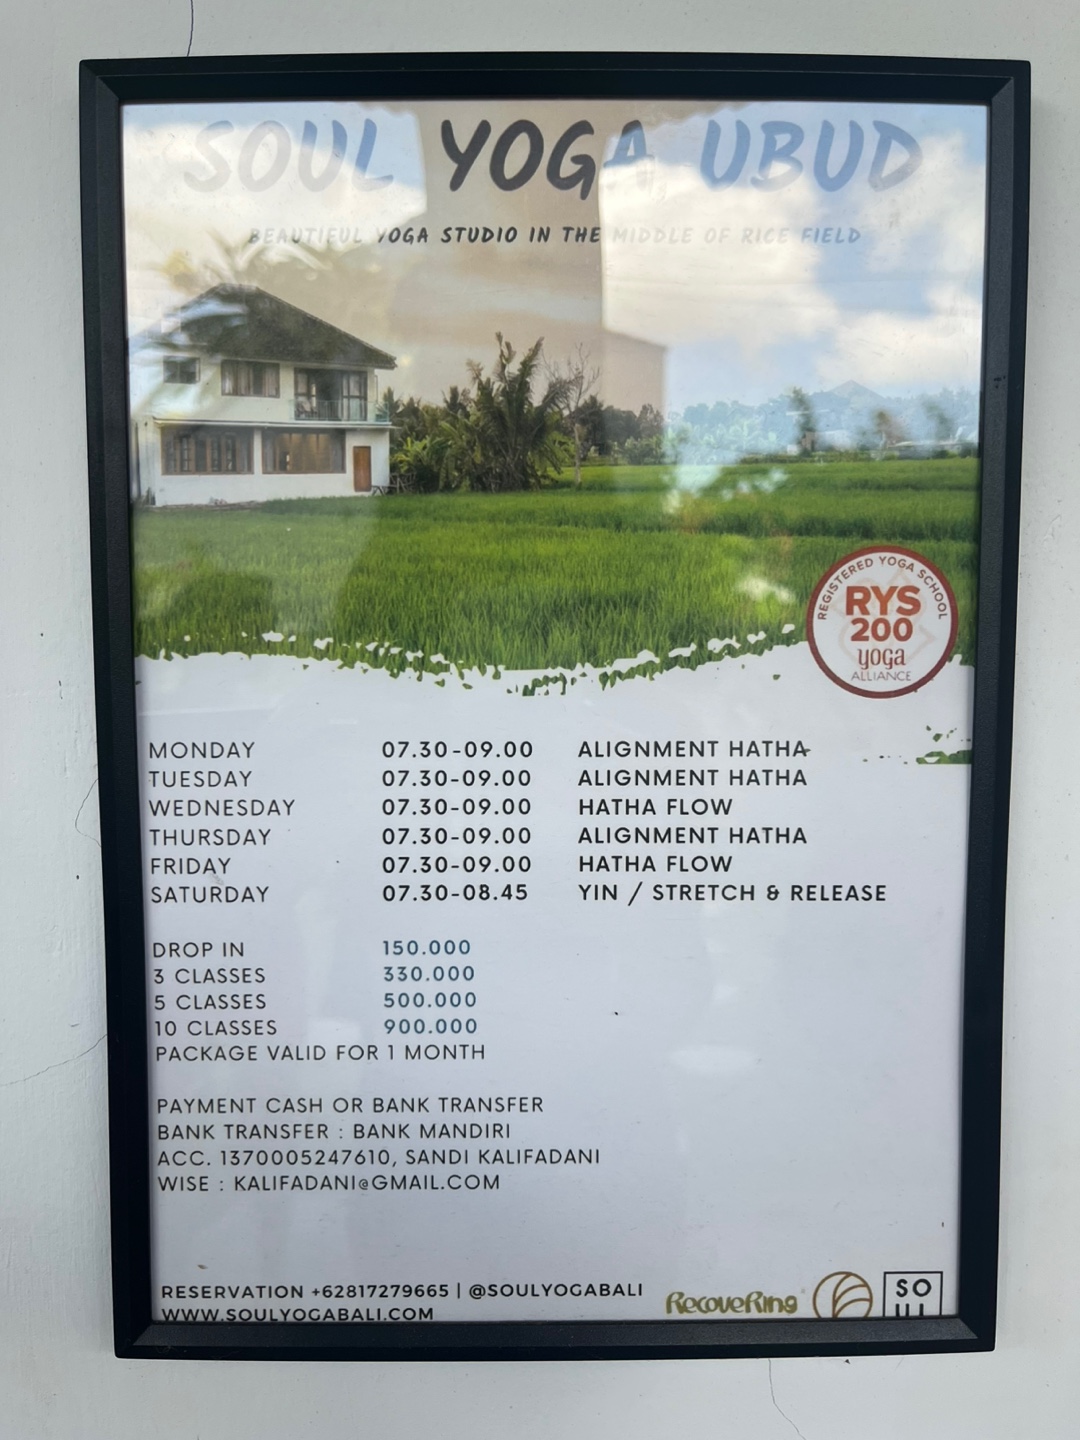 SOUL YOGA UBUD
BEAUTIFUL YOGA STUDIO IN THE MIDDLE OF RICE FIELD
REGISTERED YOGA SCHOOL
RYS
200
yoga
ALLIANCE
MONDAY 07.30-09.00 ALIGNMENT HATHA
TUESDAY 07.30-09.00 ALIGNMENT HATHA
WEDNESDAY 07.30-09.00 HATHA FLOW
THURSDAY 07.30-09.00 ALIGNMENT HATHA
FRIDAY 07.30-09.00 HATHA FLOW
SATURDAY 07.30-08.45 YIN / STRETCH & RELEASE
DROP IN 150.000
3 CLASSES 330.000
5 CLASSES 500.000
10 CLASSES 900.000
PACKAGE VALID FOR 1 MONTH
PAYMENT CASH OR BANK TRANSFER
BANK TRANSFER : BANK MANDIRI
ACC. 1370005247610, SANDI KALIFADANI
WISE : KALIFADANI@GMAIL.COM
RESERVATION +62817279665 | @SOULYOGABALI
WWW.SOULYOGABALI.COM
RecoveRing
SO
UL